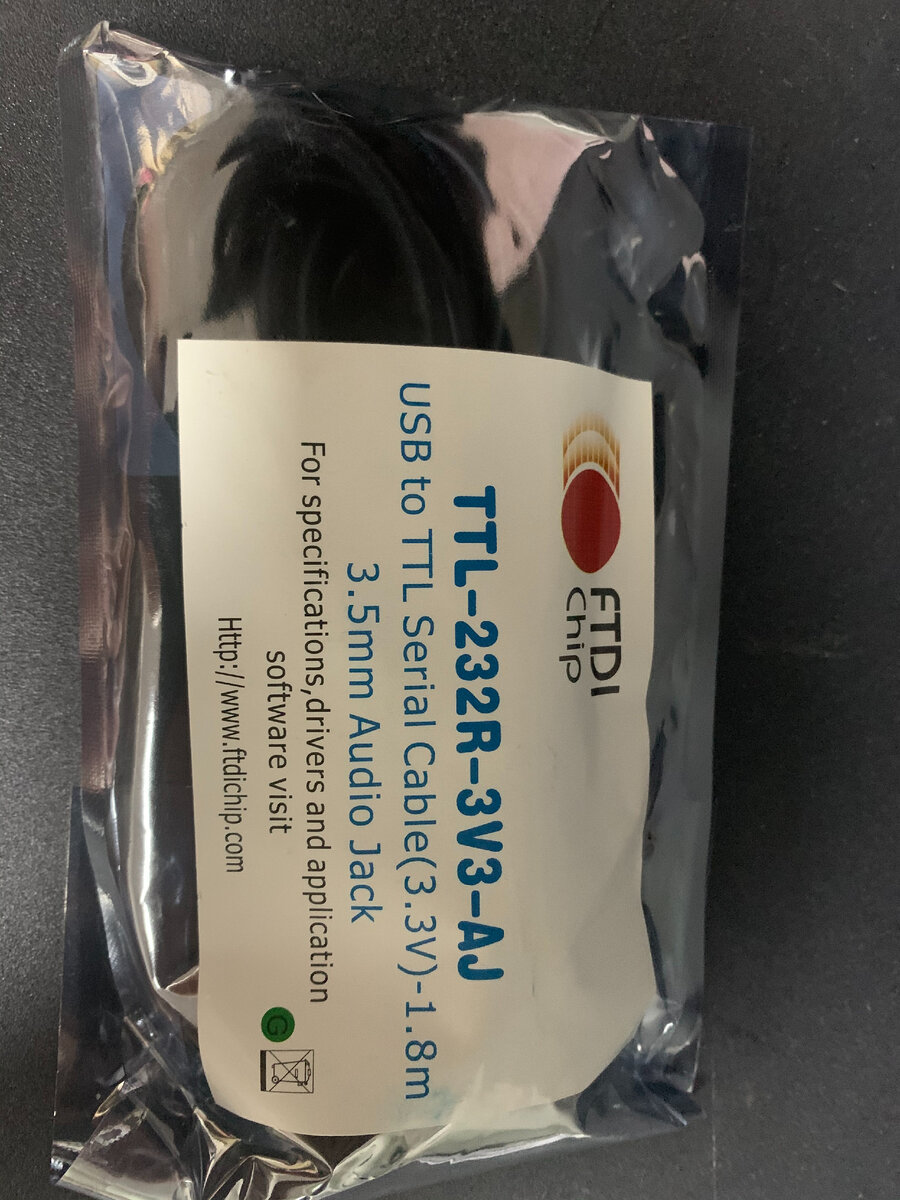 FTDI
Chip
TTL-232R-3V3-AJ
USB to TTL Serial Cable(3.3V)-1.8m
3.5mm Audio Jack
For specifications,drivers and application
software visit
Http://www.ftdichip.com
G